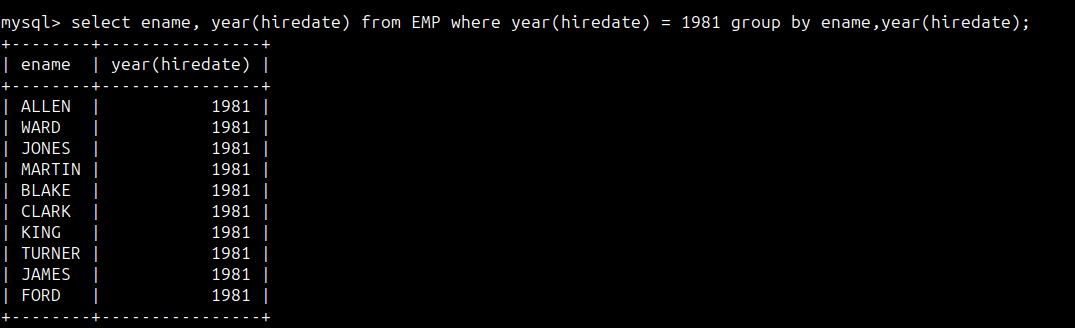 mysql> select ename, year(hiredate) from EMP where year(hiredate) = 1981 group by ename,year(hiredate);
+--------+----------------+
| ename  | year(hiredate) |
+--------+----------------+
| ALLEN  |           1981 |
| WARD   |           1981 |
| JONES  |           1981 |
| MARTIN |           1981 |
| BLAKE  |           1981 |
| CLARK  |           1981 |
| KING   |           1981 |
| TURNER |           1981 |
| JAMES  |           1981 |
| FORD   |           1981 |
+--------+----------------+